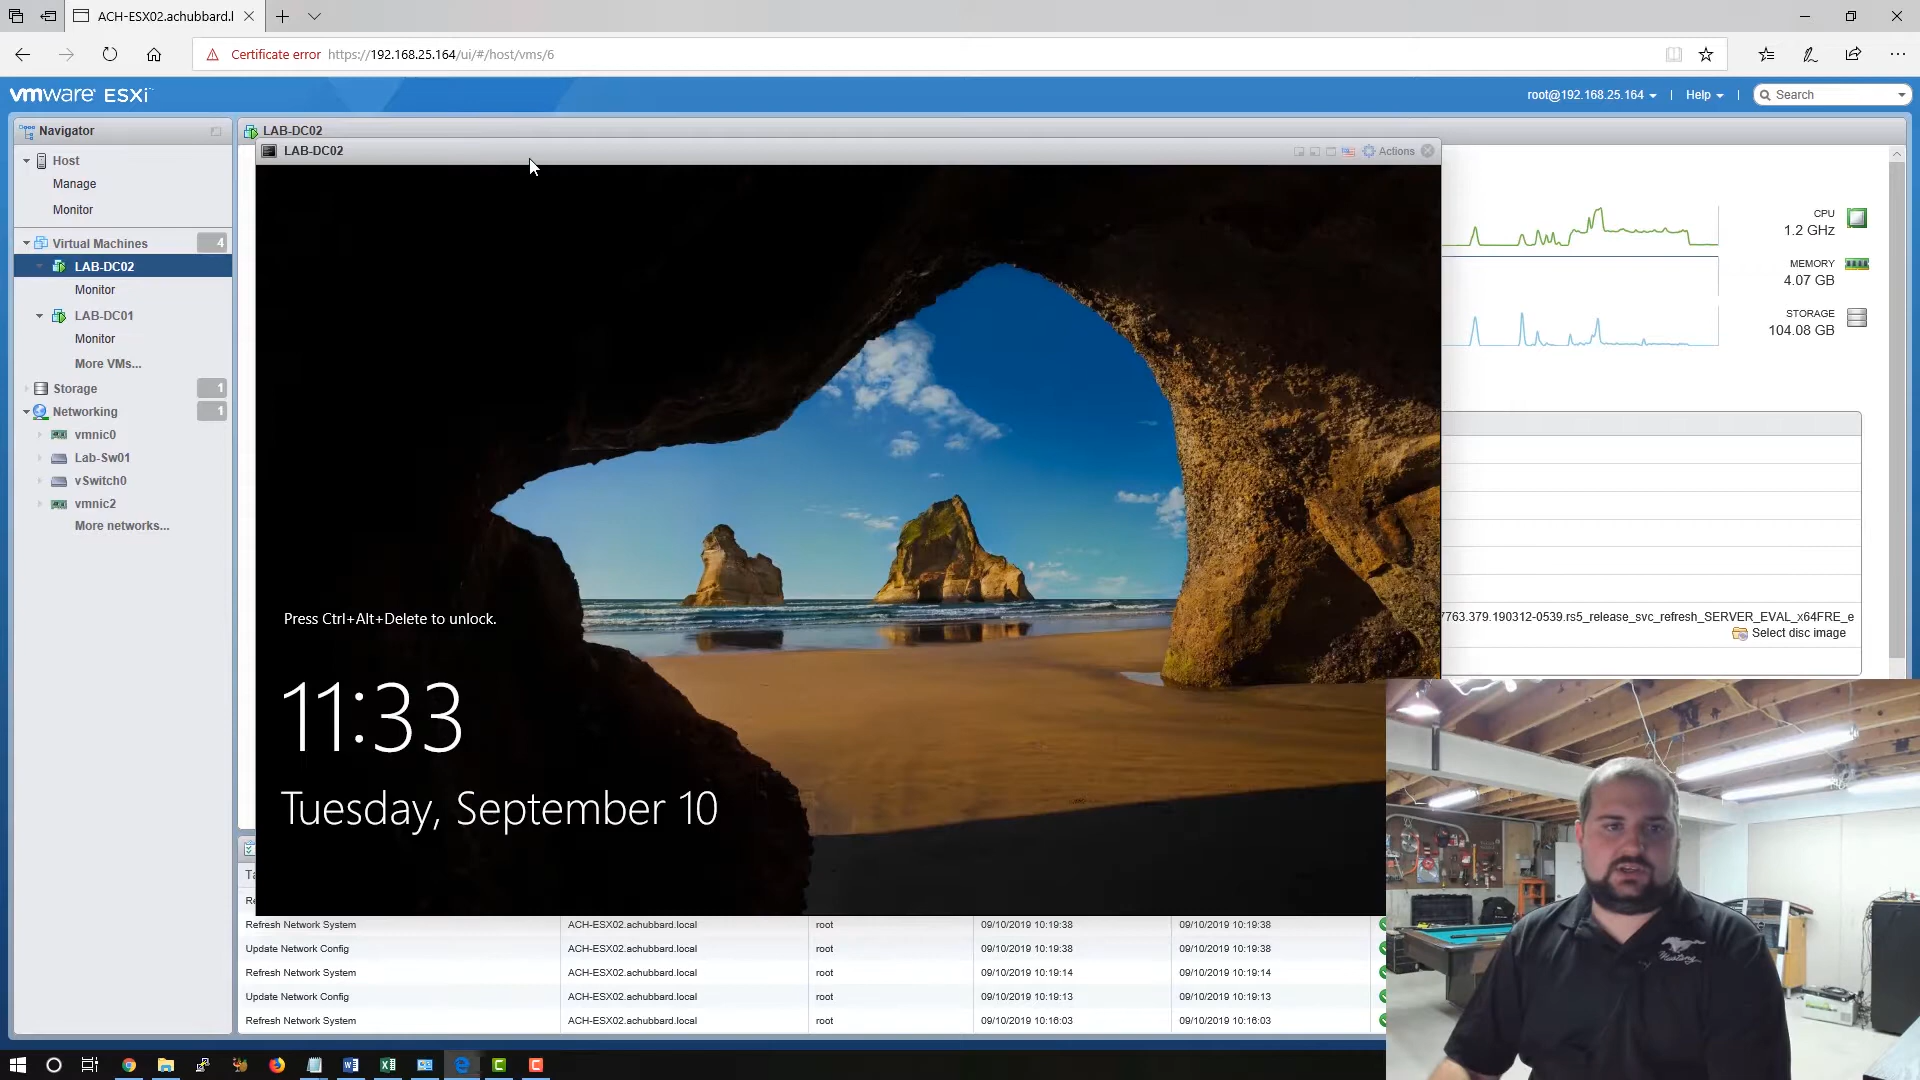 ACH-ESX02.achubbard.l
Certificate error https://192.168.25.164/ui/#/host/vms/6
vmware ESXi
root@192.168.25.164 | Help | Search
Navigator
Host
Manage
Monitor
Virtual Machines 4
LAB-DC02
Monitor
LAB-DC01
Monitor
More VMs...
Storage 1
Networking 1
vmnic0
Lab-Sw01
vSwitch0
vmnic2
More networks...
LAB-DC02
LAB-DC02
Actions
Press Ctrl+Alt+Delete to unlock.
11:33
Tuesday, September 10
CPU
1.2 GHz
MEMORY
4.07 GB
STORAGE
104.08 GB
7763.379.190312-0539.rs5_release_svc_refresh_SERVER_EVAL_x64FRE_e
Select disc image
Refresh Network System ACH-ESX02.achubbard.local root 09/10/2019 10:19:38 09/10/2019 10:19:38
Update Network Config ACH-ESX02.achubbard.local root 09/10/2019 10:19:38 09/10/2019 10:19:38
Refresh Network System ACH-ESX02.achubbard.local root 09/10/2019 10:19:14 09/10/2019 10:19:14
Update Network Config ACH-ESX02.achubbard.local root 09/10/2019 10:19:13 09/10/2019 10:19:13
Refresh Network System ACH-ESX02.achubbard.local root 09/10/2019 10:16:03 09/10/2019 10:16:03
Mustang